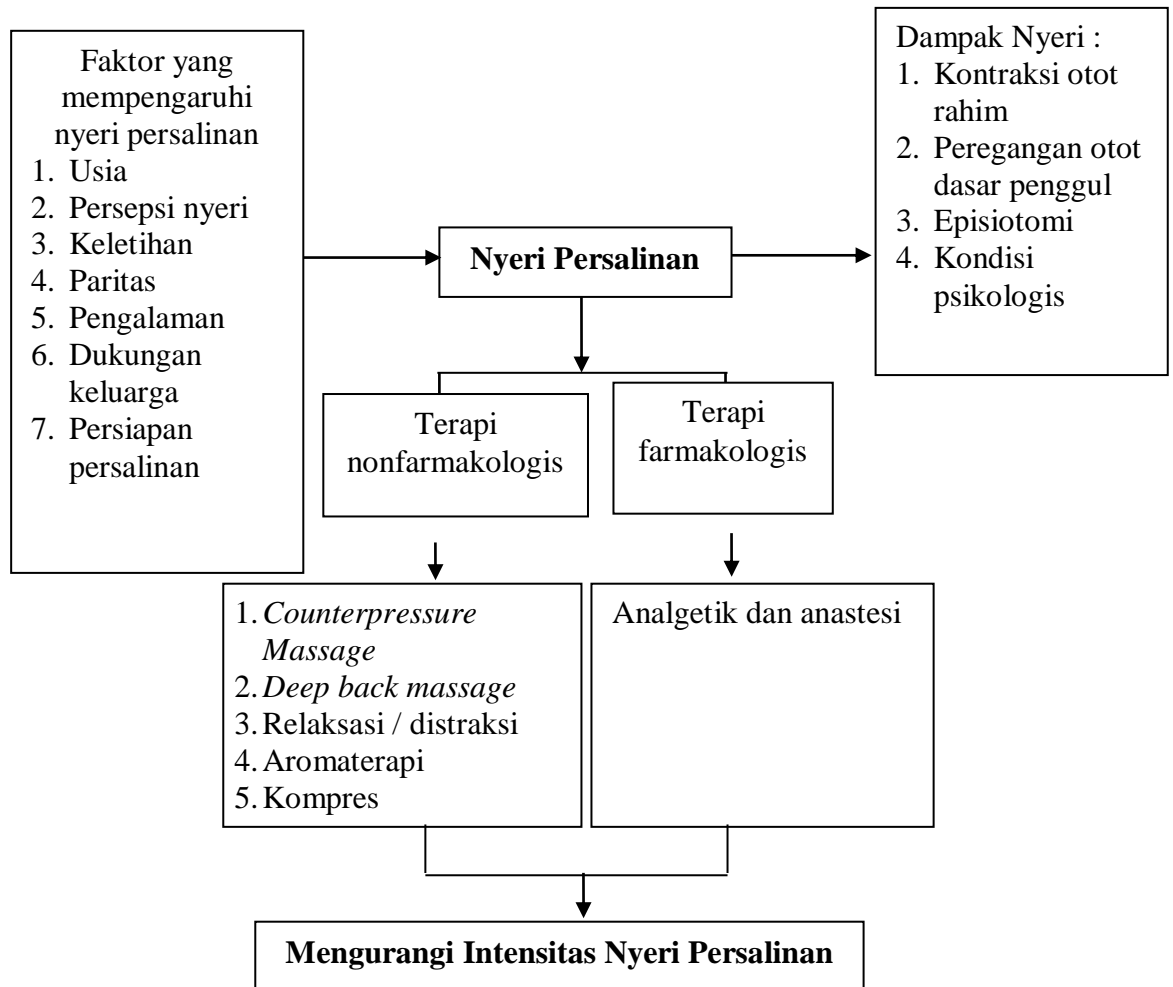 Faktor yang
mempengaruhi
nyeri persalinan
1. Usia
2. Persepsi nyeri
3. Keletihan
4. Paritas
5. Pengalaman
6. Dukungan
keluarga
7. Persiapan
persalinan
Nyeri Persalinan
Dampak Nyeri :
1. Kontraksi otot
rahim
2. Peregangan otot
dasar penggul
3. Episiotomi
4. Kondisi
psikologis
Terapi
nonfarmakologis
Terapi
farmakologis
1. Counterpressure
Massage
2. Deep back massage
3. Relaksasi / distraksi
4. Aromaterapi
5. Kompres
Analgetik dan anastesi
Mengurangi Intensitas Nyeri Persalinan